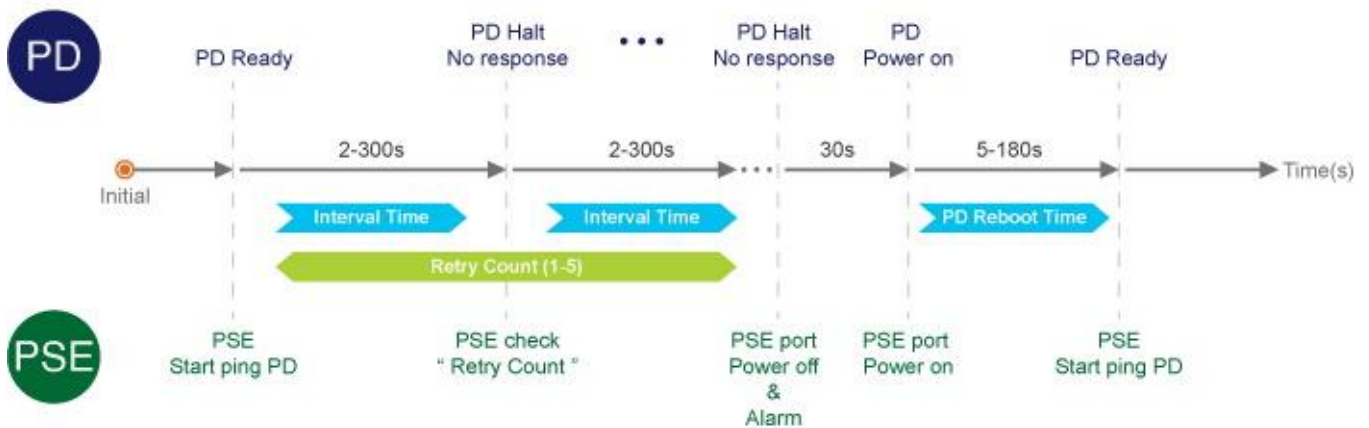 PD
PD Ready
PD Halt
No response
• • •
PD Halt
No response
PD
Power on
PD Ready
2-300s
2-300s
30s
5-180s
Initial
Time(s)
Interval Time
Interval Time
PD Reboot Time
Retry Count (1-5)
PSE
PSE
Start ping PD
PSE check
“ Retry Count ”
PSE port
Power off
&
Alarm
PSE port
Power on
PSE
Start ping PD